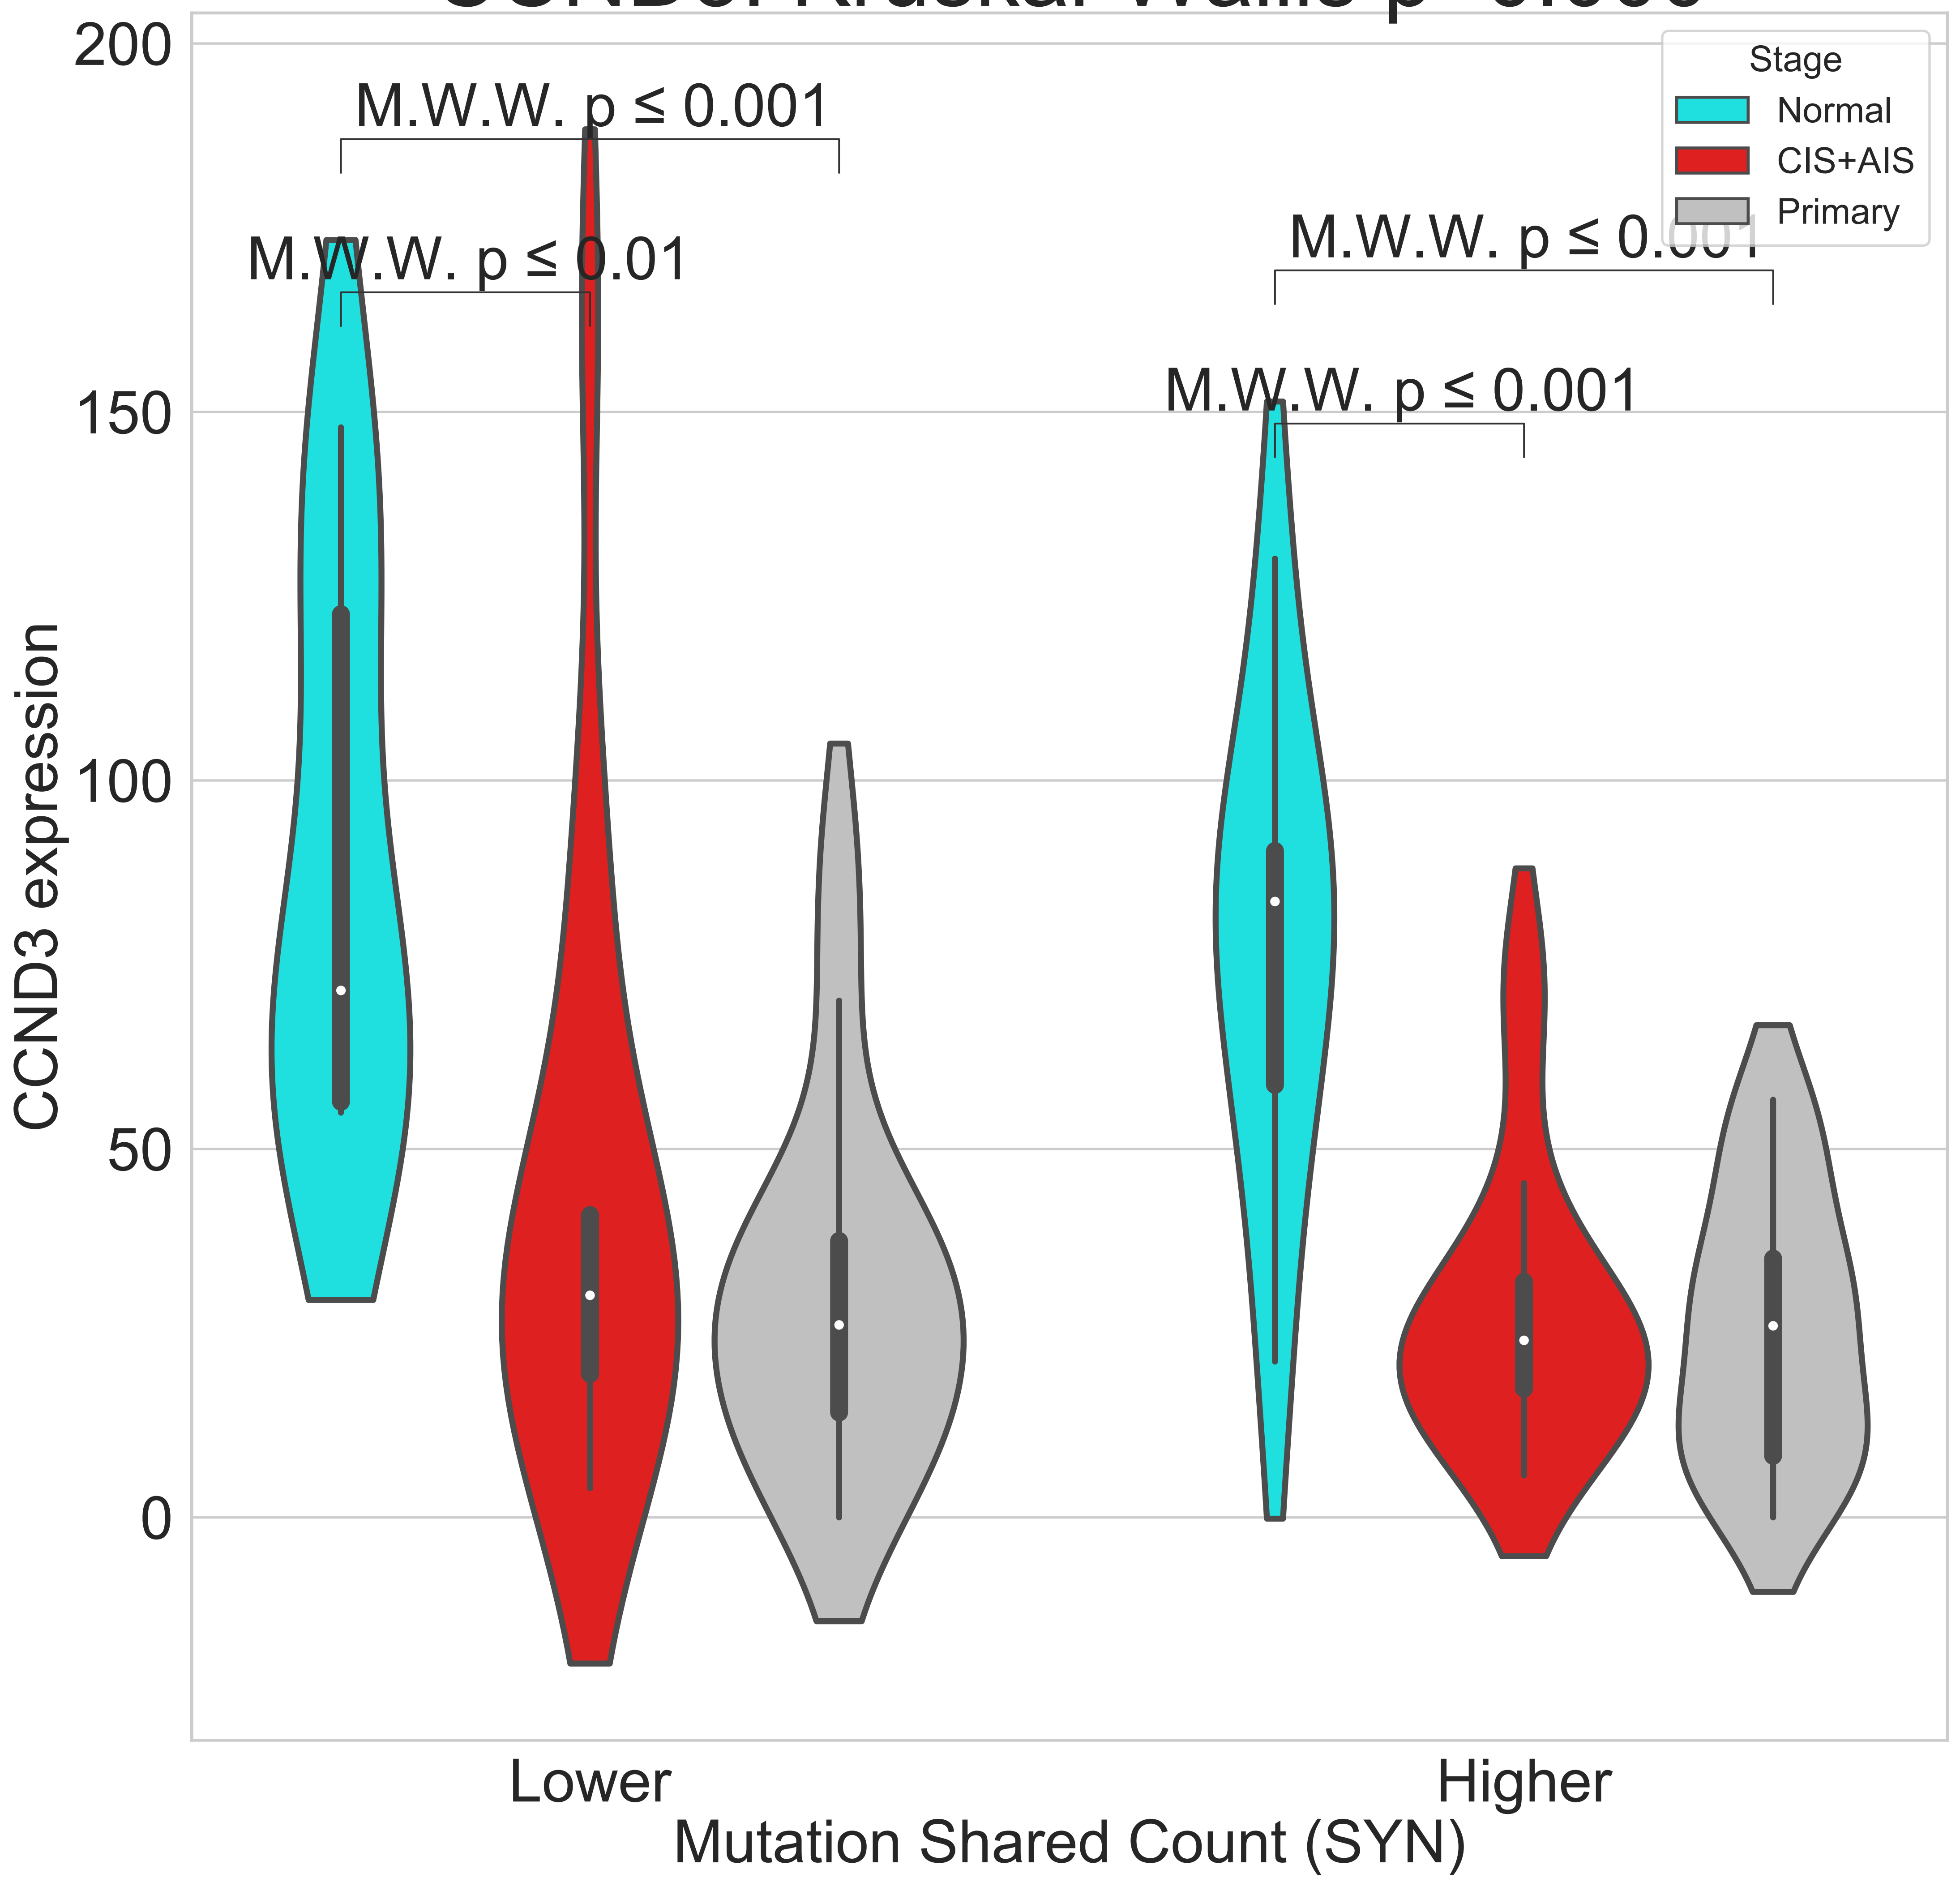 200
150
100
50
0
CCND3 expression
M.W.W. p ≤ 0.001
M.W.W. p ≤ 0.01
M.W.W. p ≤ 0.001
M.W.W. p ≤ 0.001
Stage
Normal
CIS+AIS
Primary
Lower
Higher
Mutation Shared Count (SYN)